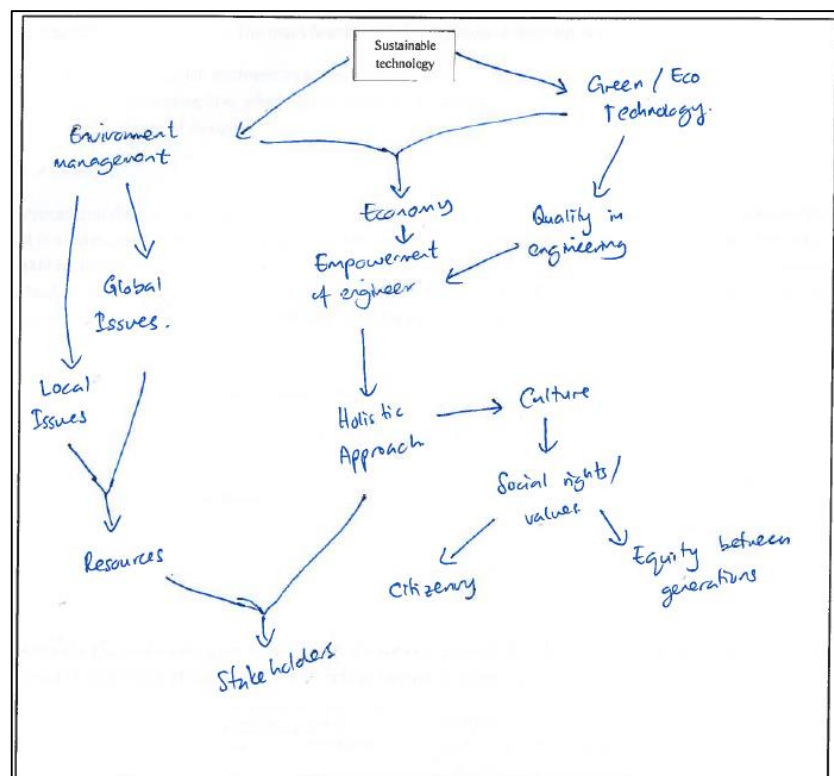 Sustainable
technology
Green / Eco
Technology.
Environment
management
Economy
Quality in
engineering
Empowerment
of engineer
Global
Issues.
Local
Issues
Holistic
Approach
Culture
Social rights/
values
Resources
Citizenry
Equity between
generations
Stakeholders